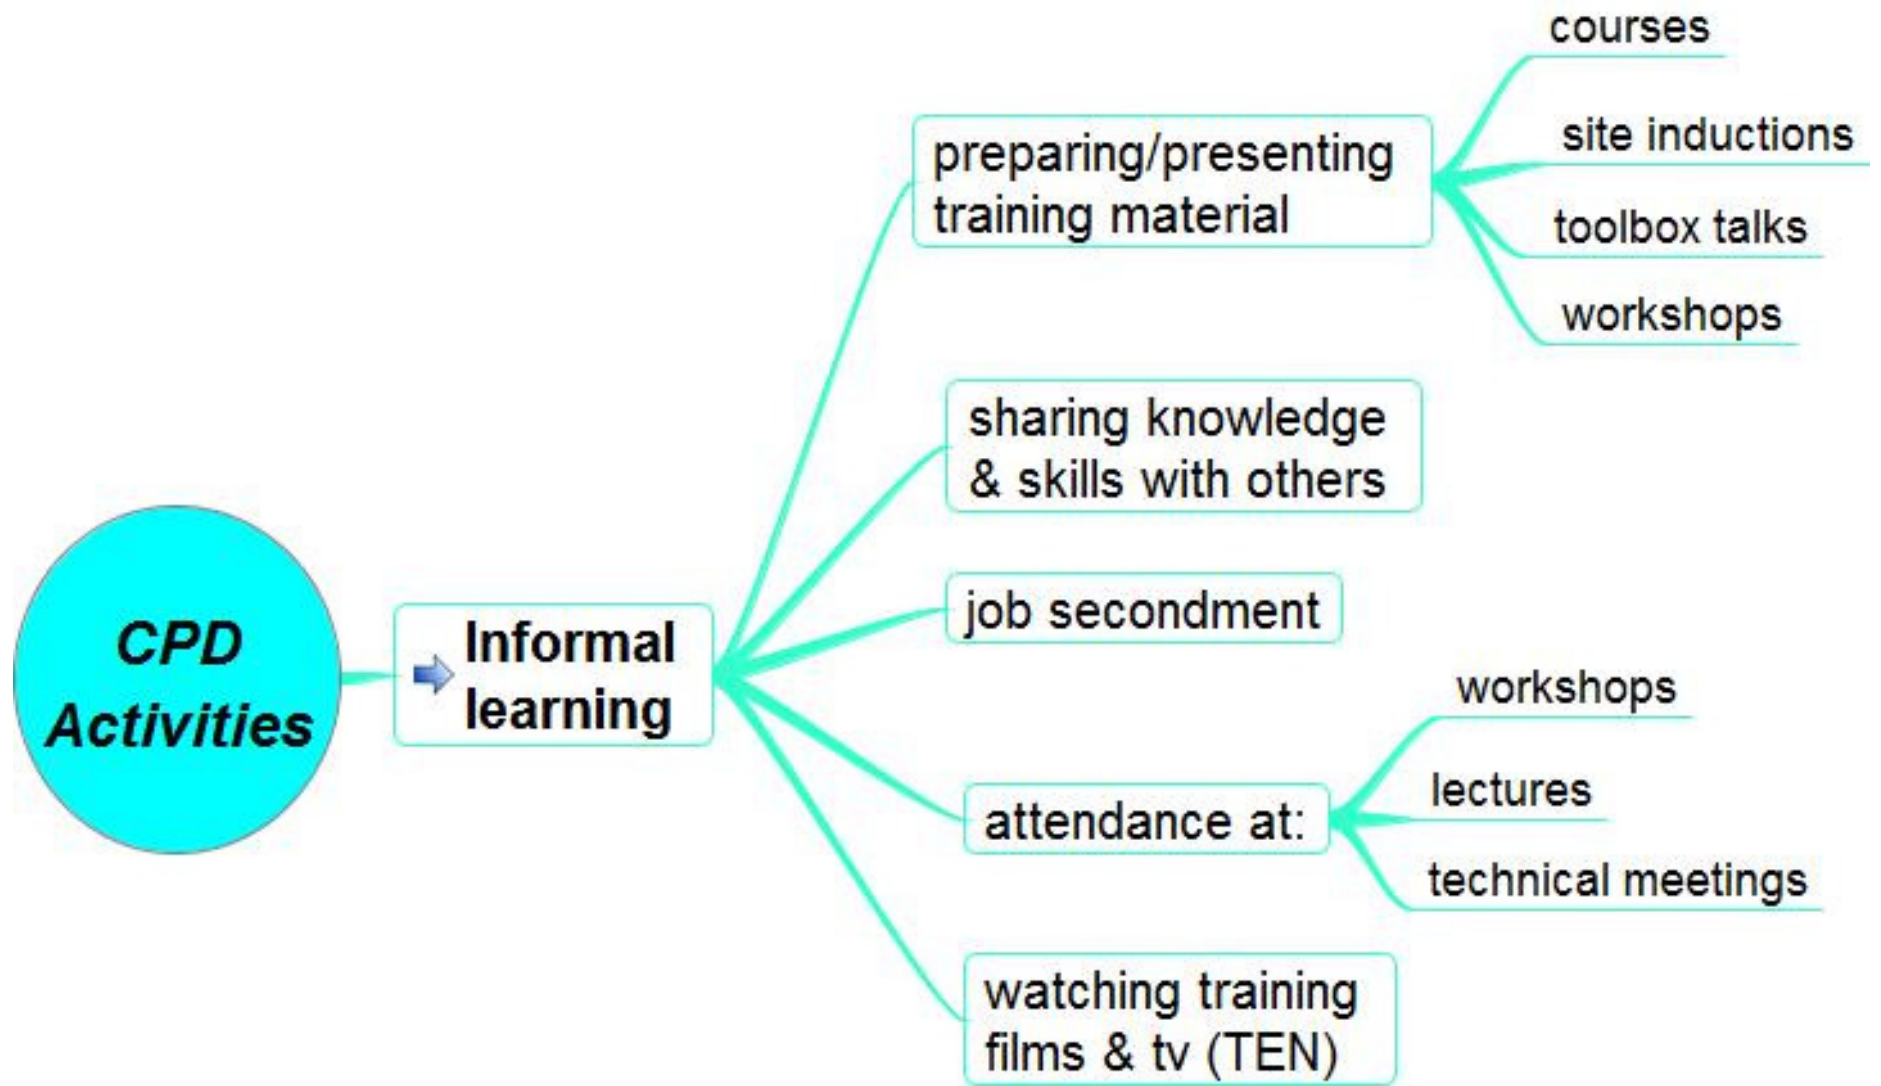 CPD
Activities
Informal
learning
preparing/presenting
training material
courses
site inductions
toolbox talks
workshops
sharing knowledge
& skills with others
job secondment
attendance at:
workshops
lectures
technical meetings
watching training
films & tv (TEN)